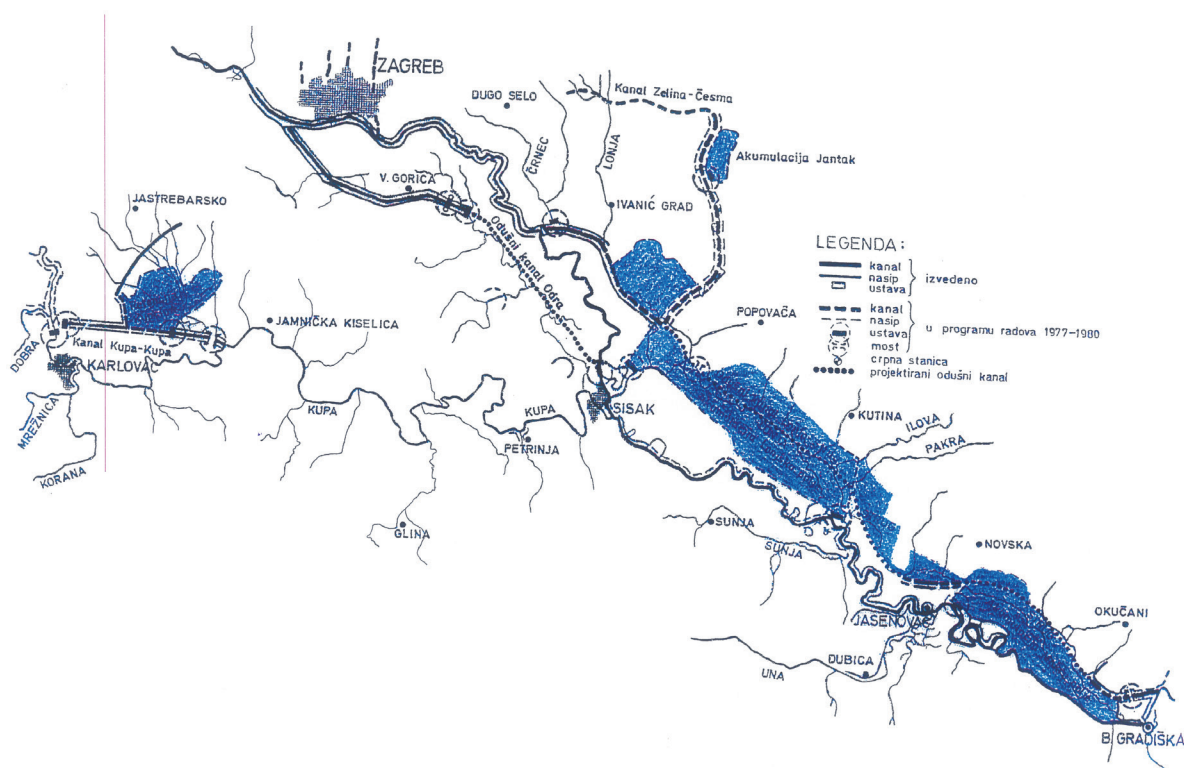 ZAGREB
DUGO SELO
Kanal Zelina-Česma
ČRNEC
LONJA
Akumulacija Jantak
V. GORICA
IVANIĆ GRAD
JASTREBARSKO
Odušni kanal Odra
LEGENDA:
kanal
nasip
ustava
izvedeno
kanal
nasip
ustava
most
u programu radova 1977-1980
crpna stanica
projektirani odušni kanal
POPOVAČA
JAMNIČKA KISELICA
Kanal Kupa-Kupa
DOBRA
KARLOVAC
MREŽNICA
KORANA
KUPA
KUPA
SISAK
PETRINJA
KUTINA
ILOVA
PAKRA
GLINA
SUNJA
SUNJA
NOVSKA
JASENOVAC
OKUČANI
DUBICA
UNA
B. GRADIŠKA